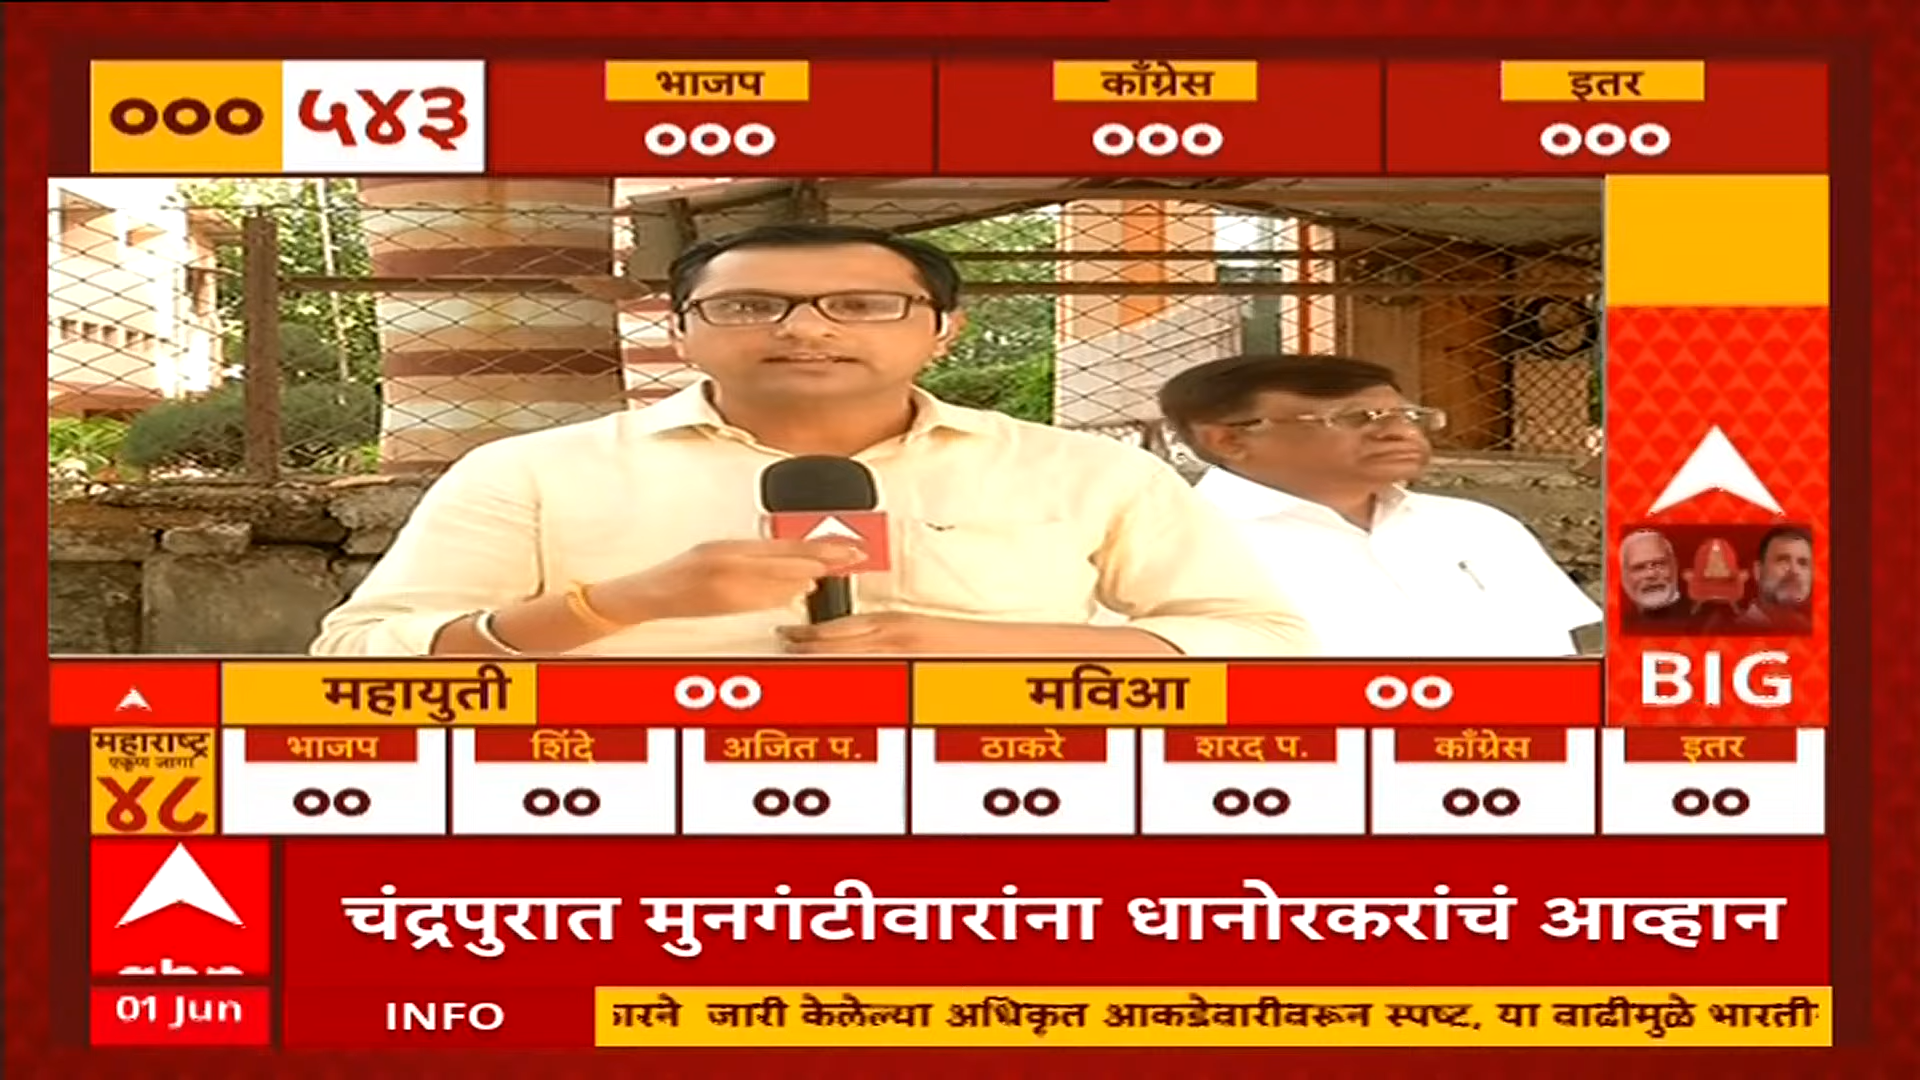 ००० ५४३
भाजप
०००
काँग्रेस
०००
इतर
०००
BIG
महायुती ०० मविआ ००
महाराष्ट्र
एकूण जागा
४८
भाजप
००
शिंदे
००
अजित प.
००
ठाकरे
००
शरद प.
००
काँग्रेस
००
इतर
००
चंद्रपुरात मुनगंटीवारांना धानोरकरांचं आव्हान
01 Jun
INFO
जारी केलेल्या अधिकृत आकडेवारीवरून स्पष्ट, या वाढीमुळे